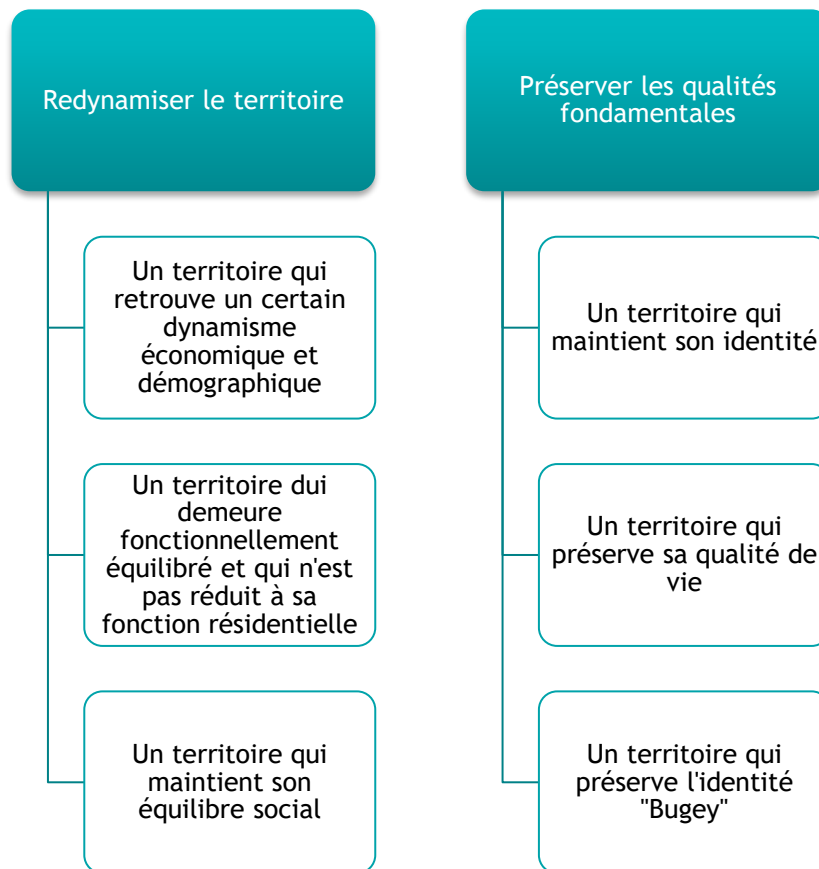 Redynamiser le territoire
Un territoire qui
retrouve un certain
dynamisme
économique et
démographique
Un territoire dui
demeure
fonctionnellement
équilibré et qui n'est
pas réduit à sa
fonction résidentielle
Un territoire qui
maintient son
équilibre social
Préserver les qualités
fondamentales
Un territoire qui
maintient son identité
Un territoire qui
préserve sa qualité de
vie
Un territoire qui
préserve l'identité
"Bugey"